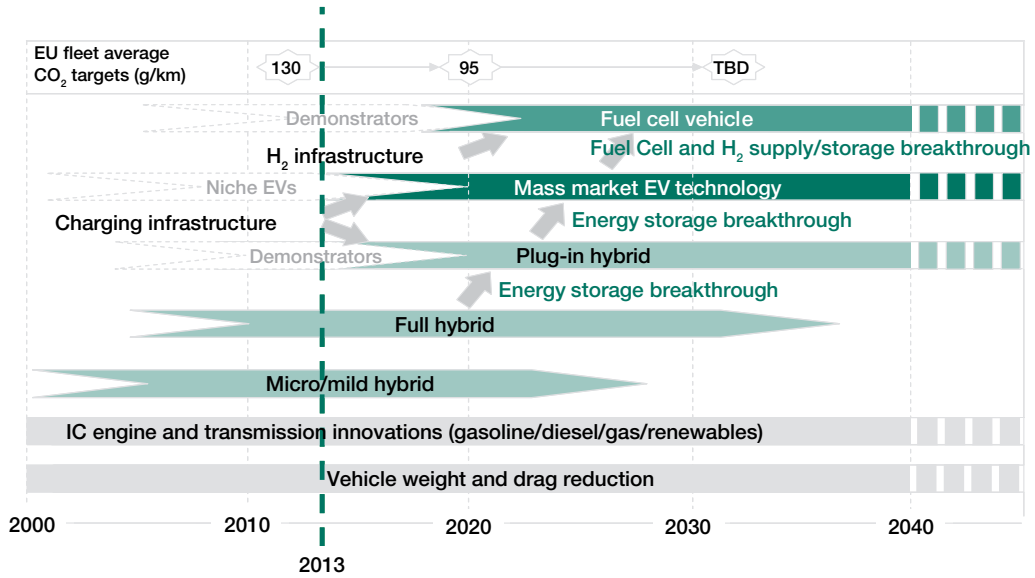 EU fleet average
CO₂ targets (g/km)
130
95
TBD
Demonstrators
Fuel cell vehicle
H₂ infrastructure
Fuel Cell and H₂ supply/storage breakthrough
Niche EVs
Mass market EV technology
Charging infrastructure
Energy storage breakthrough
Demonstrators
Plug-in hybrid
Energy storage breakthrough
Full hybrid
Micro/mild hybrid
IC engine and transmission innovations (gasoline/diesel/gas/renewables)
Vehicle weight and drag reduction
2000
2010
2020
2030
2040
2013